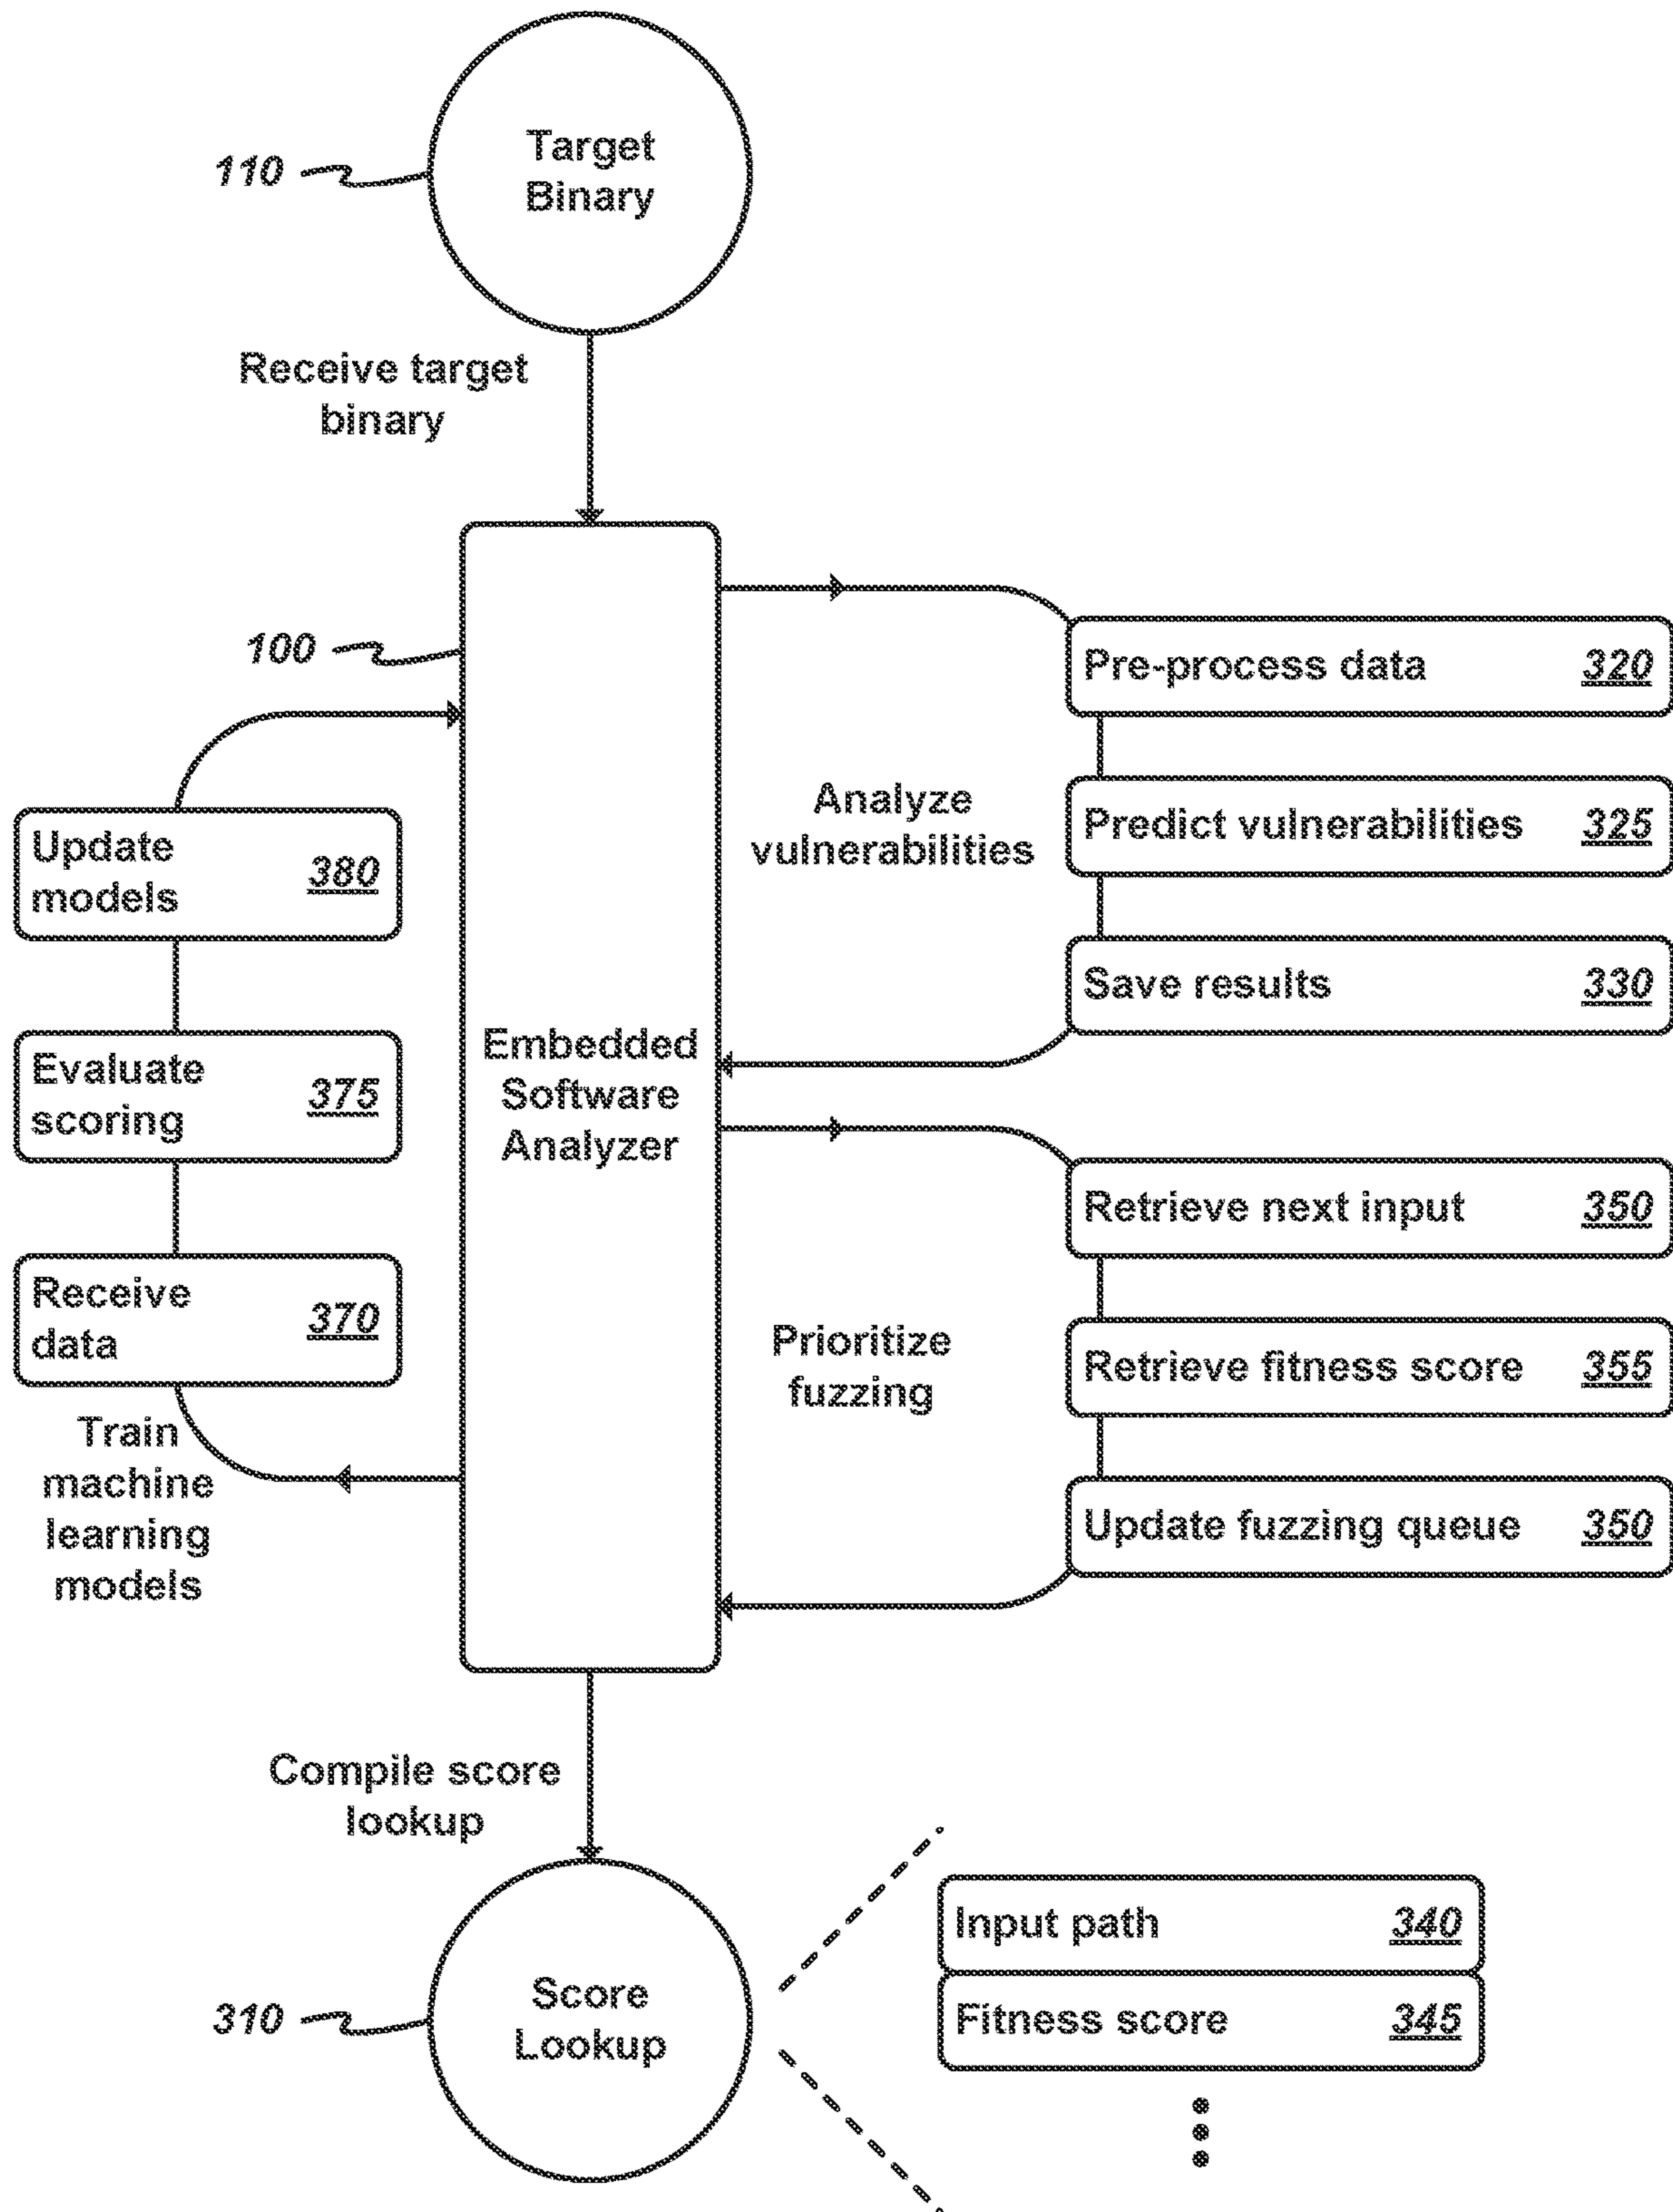 110
Target
Binary
Receive target
binary
100
Embedded
Software
Analyzer
Analyze
vulnerabilities
Pre-process data 320
Predict vulnerabilities 325
Save results 330
Prioritize
fuzzing
Retrieve next input 350
Retrieve fitness score 355
Update fuzzing queue 350
Update
models 380
Evaluate
scoring 375
Receive
data 370
Train
machine
learning
models
Compile score
lookup
310
Score
Lookup
Input path 340
Fitness score 345